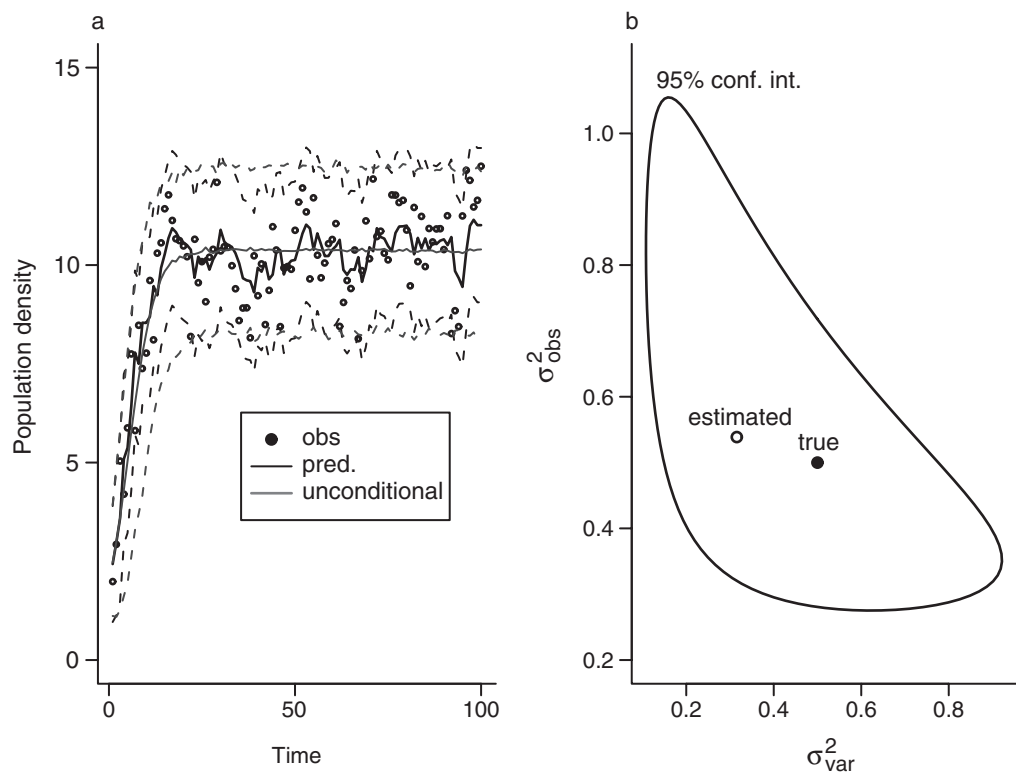 a
15
10
5
0
Population density
obs
pred.
unconditional
0
50
100
Time
b
95% conf. int.
1.0
0.8
0.6
0.4
0.2
σ²obs
estimated
true
0.2
0.4
0.6
0.8
σ²var